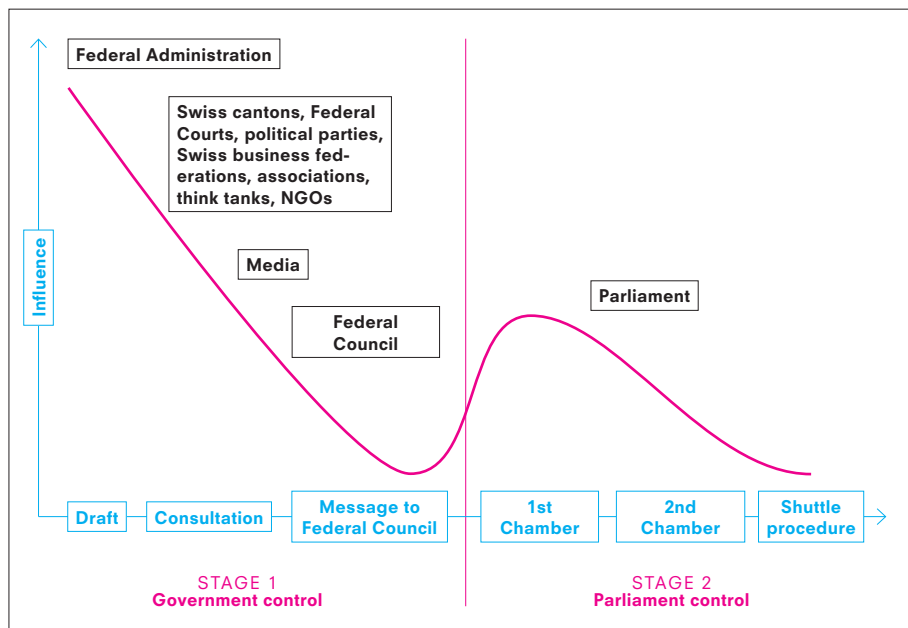 Federal Administration
Swiss cantons, Federal
Courts, political parties,
Swiss business fed-
erations, associations,
think tanks, NGOs
Media
Federal
Council
Parliament
Influence
Draft
Consultation
Message to
Federal Council
1st
Chamber
2nd
Chamber
Shuttle
procedure
STAGE 1
Government control
STAGE 2
Parliament control